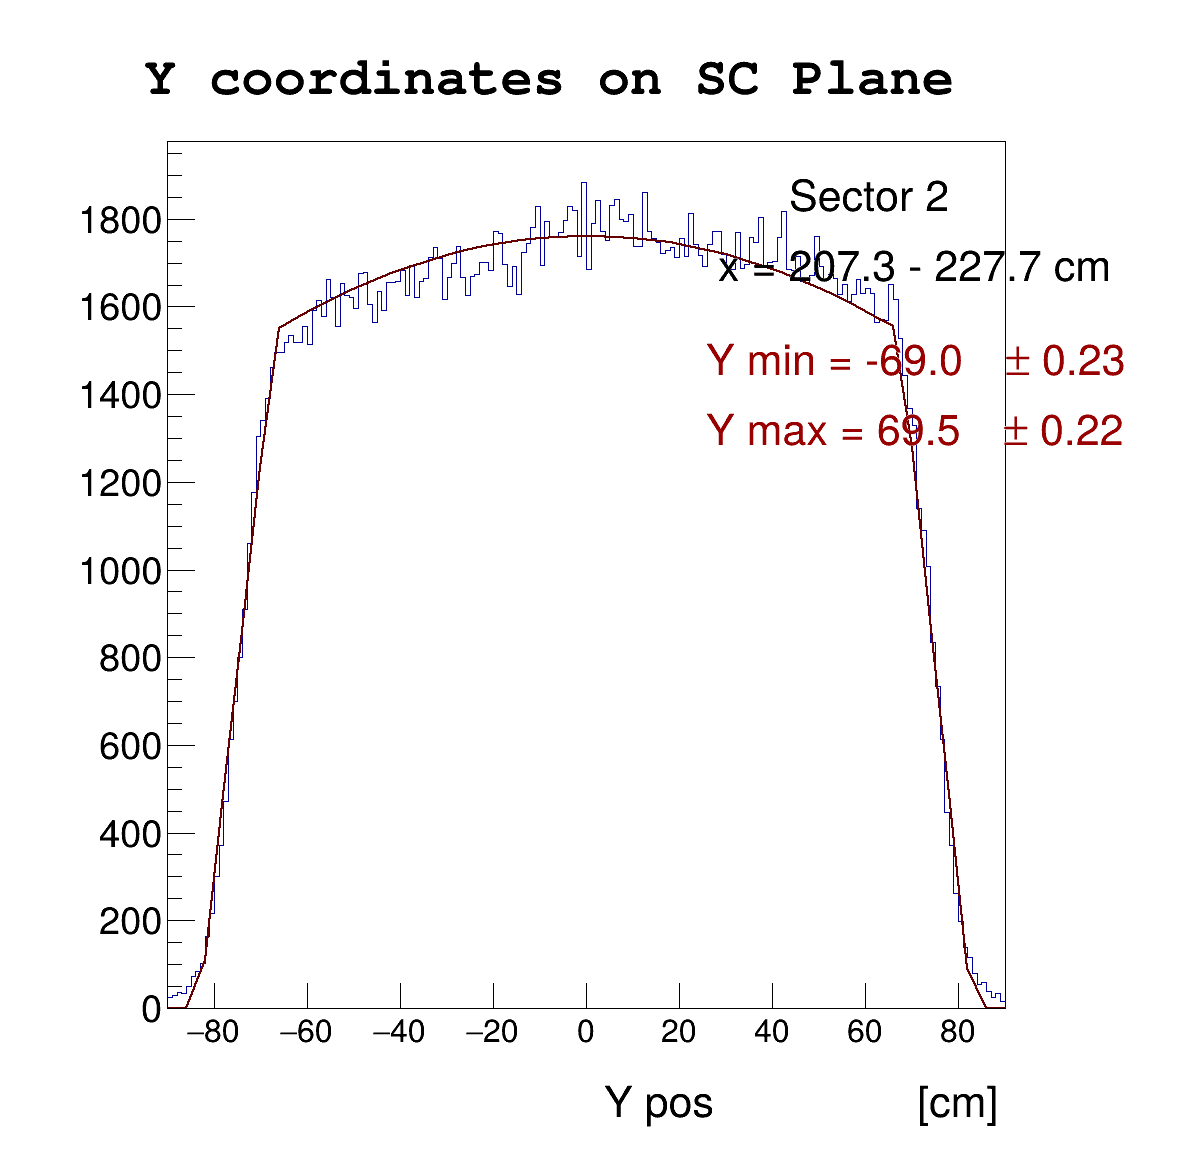 Y coordinates on SC Plane
Sector 2
x = 207.3 - 227.7 cm
Y min = -69.0 ± 0.23
Y max = 69.5 ± 0.22
1800
1600
1400
1200
1000
800
600
400
200
0
−80 −60 −40 −20 0 20 40 60 80
Y pos [cm]